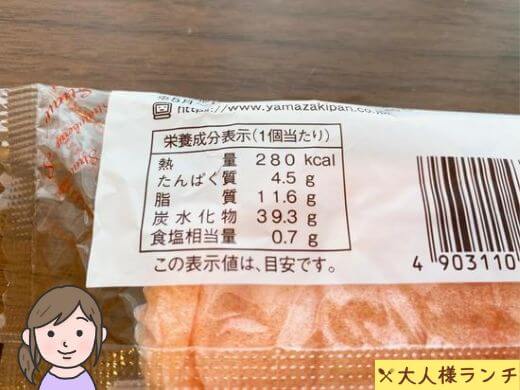 https://www.yamazakipan.co.
栄養成分表示(1個当たり)
熱量 280 kcal
たんぱく質 4.5 g
脂質 11.6 g
炭水化物 39.3 g
食塩相当量 0.7 g
この表示値は、目安です。
4 903110
大人様ランチ